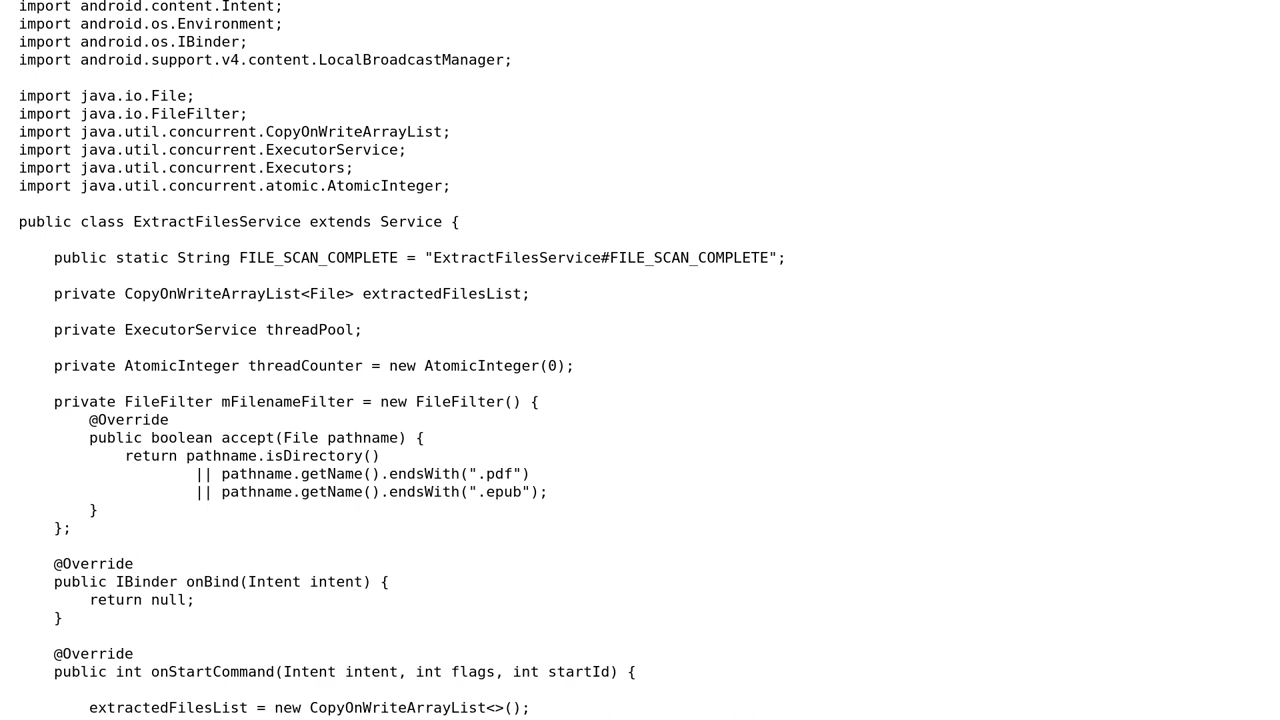 import android.content.Intent;
import android.os.Environment;
import android.os.IBinder;
import android.support.v4.content.LocalBroadcastManager;

import java.io.File;
import java.io.FileFilter;
import java.util.concurrent.CopyOnWriteArrayList;
import java.util.concurrent.ExecutorService;
import java.util.concurrent.Executors;
import java.util.concurrent.atomic.AtomicInteger;

public class ExtractFilesService extends Service {

    public static String FILE_SCAN_COMPLETE = "ExtractFilesService#FILE_SCAN_COMPLETE";

    private CopyOnWriteArrayList<File> extractedFilesList;

    private ExecutorService threadPool;

    private AtomicInteger threadCounter = new AtomicInteger(0);

    private FileFilter mFilenameFilter = new FileFilter() {
        @Override
        public boolean accept(File pathname) {
            return pathname.isDirectory()
                    || pathname.getName().endsWith(".pdf")
                    || pathname.getName().endsWith(".epub");
        }
    };

    @Override
    public IBinder onBind(Intent intent) {
        return null;
    }

    @Override
    public int onStartCommand(Intent intent, int flags, int startId) {

        extractedFilesList = new CopyOnWriteArrayList<>();